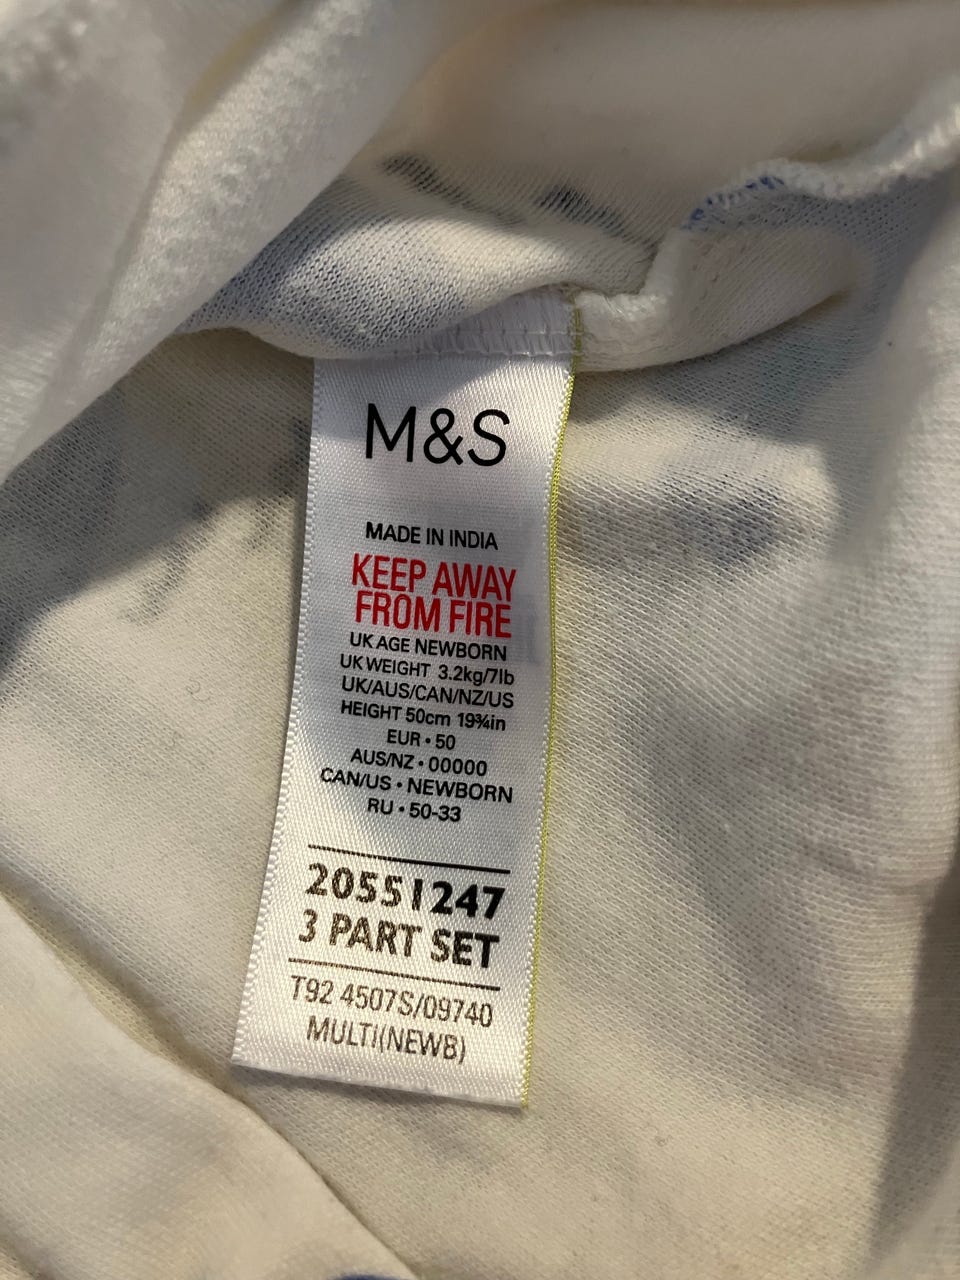 M&S
MADE IN INDIA
KEEP AWAY
FROM FIRE
UK AGE NEWBORN
UK WEIGHT 3.2kg/7lb
UK/AUS/CAN/NZ/US
HEIGHT 50cm 19¾in
EUR • 50
AUS/NZ • 00000
CAN/US • NEWBORN
RU • 50-33
20551247
3 PART SET
T92 4507S/09740
MULTI(NEWB)